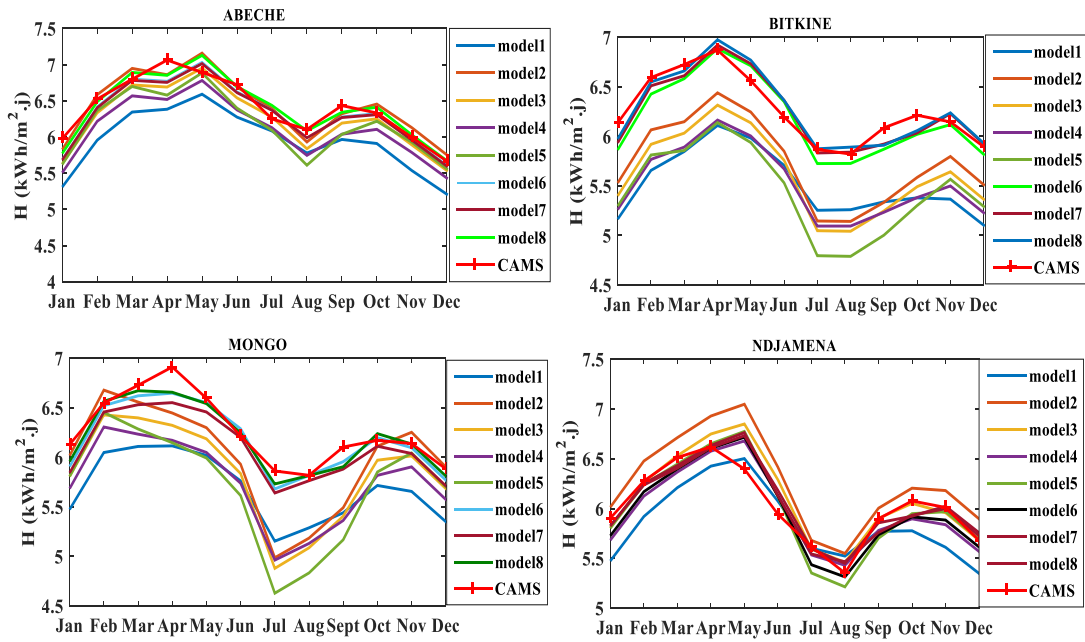 ABECHE
H (kWh/m².j)
7.5
7
6.5
6
5.5
5
4.5
4
Jan Feb Mar Apr May Jun Jul Aug Sep Oct Nov Dec
model1
model2
model3
model4
model5
model6
model7
model8
CAMS
BITKINE
H (kWh/m².j)
7
6.5
6
5.5
5
4.5
Jan Feb Mar Apr May Jun Jul Aug Sep Oct Nov Dec
model1
model2
model3
model4
model5
model6
model7
model8
CAMS
MONGO
H (kWh/m².j)
7
6.5
6
5.5
5
4.5
Jan Feb Mar Apr May Jun Jul Aug Sept Oct Nov Dec
model1
model2
model3
model4
model5
model6
model7
model8
CAMS
NDJAMENA
H (kWh/m².j)
7.5
7
6.5
6
5.5
5
Jan Feb Mar Apr May Jun Jul Aug Sep Oct Nov Dec
model1
model2
model3
model4
model5
model6
model7
model8
CAMS